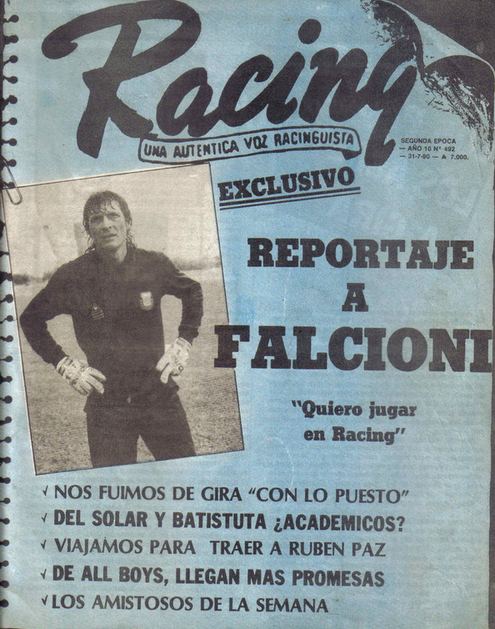 Racing
UNA AUTENTICA VOZ RACINGUISTA
SEGUNDA EPOCA
— AÑO 10 Nº 492
— 31-7-90 — A 7.000.
EXCLUSIVO
REPORTAJE
A
FALCIONI
"Quiero jugar
en Racing"
√ NOS FUIMOS DE GIRA "CON LO PUESTO"
√ DEL SOLAR Y BATISTUTA ¿ACADEMICOS?
√ VIAJAMOS PARA TRAER A RUBEN PAZ
√ DE ALL BOYS, LLEGAN MAS PROMESAS
√ LOS AMISTOSOS DE LA SEMANA